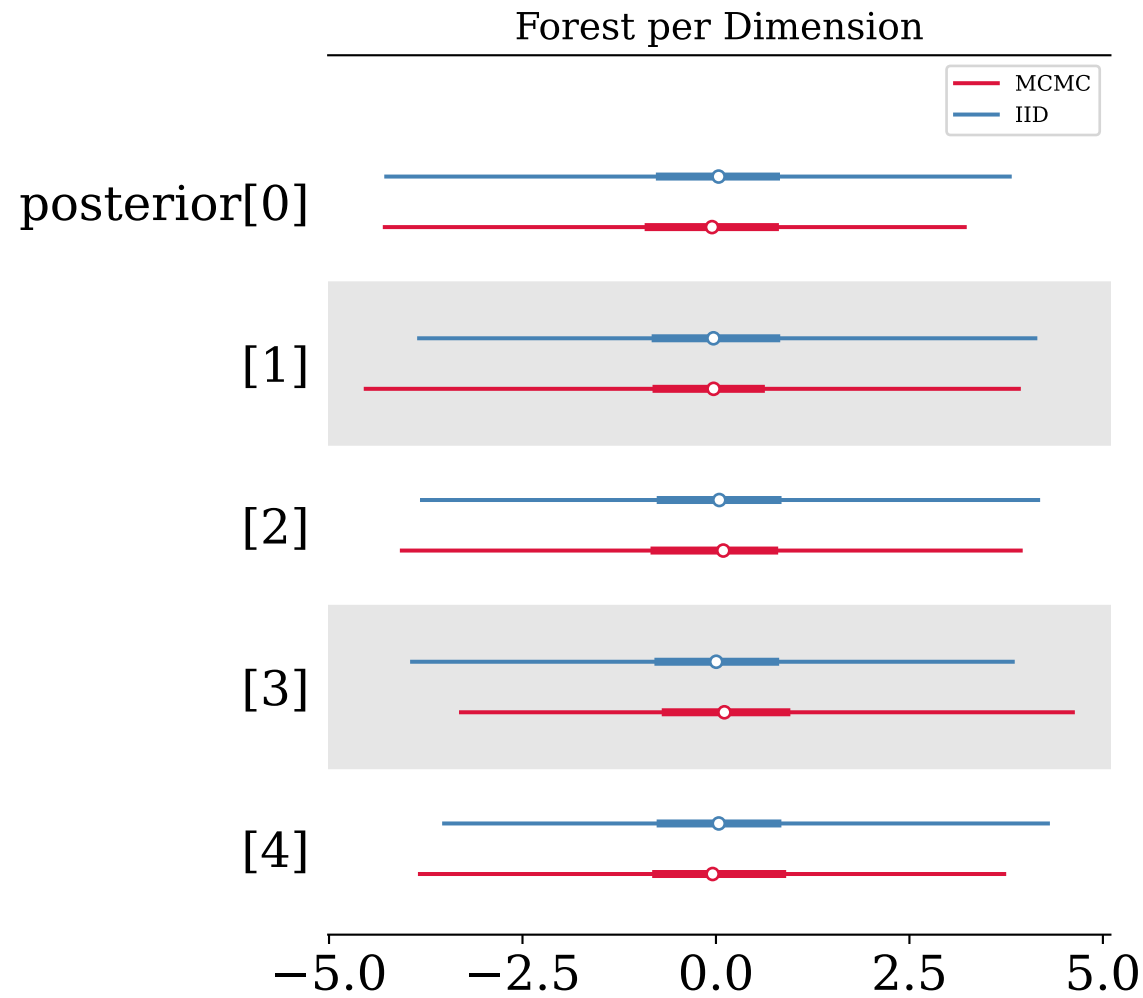 Forest per Dimension
MCMC
IID
posterior[0]
[1]
[2]
[3]
[4]
−5.0 −2.5 0.0 2.5 5.0